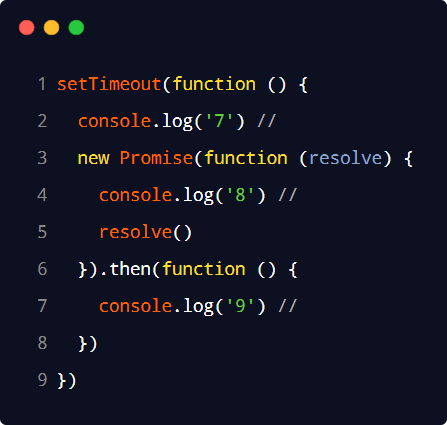 1 setTimeout(function () {
2   console.log('7') //
3   new Promise(function (resolve) {
4     console.log('8') //
5     resolve()
6   }).then(function () {
7     console.log('9') //
8   })
9 })